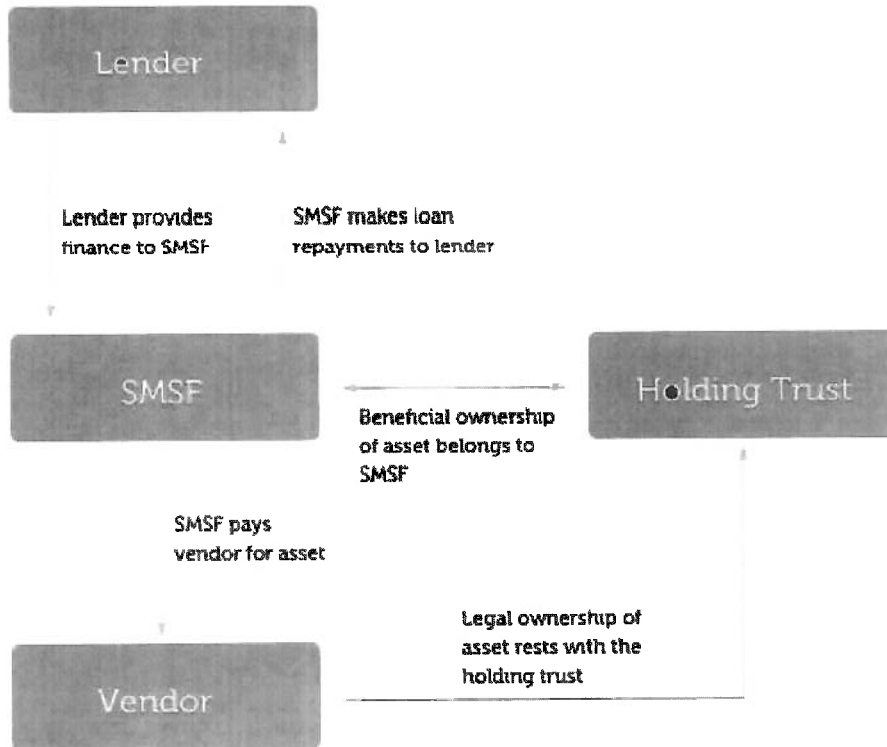 Lender
Lender provides
finance to SMSF
SMSF makes loan
repayments to lender
SMSF
Holding Trust
Beneficial ownership
of asset belongs to
SMSF
SMSF pays
vendor for asset
Legal ownership of
asset rests with the
holding trust
Vendor